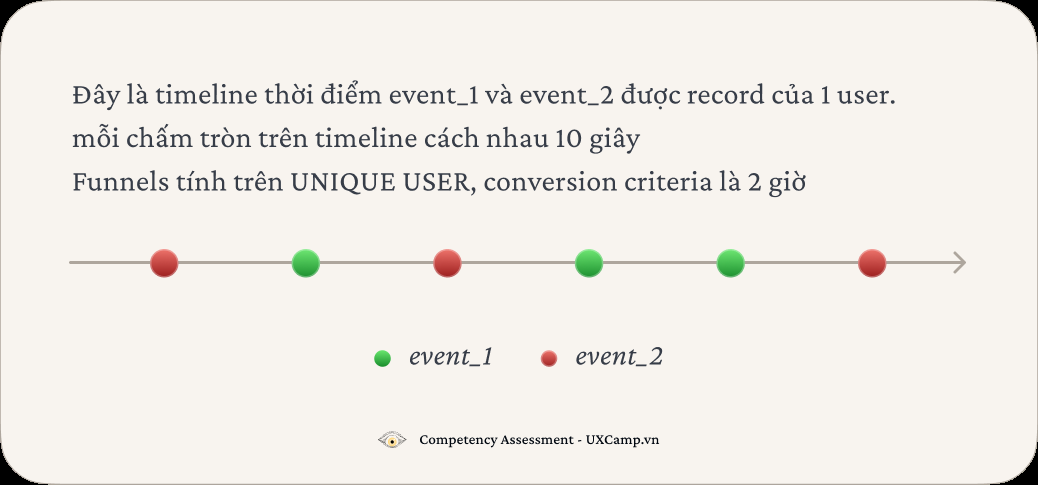 Đây là timeline thời điểm event_1 và event_2 được record của 1 user.
mỗi chấm tròn trên timeline cách nhau 10 giây
Funnels tính trên UNIQUE USER, conversion criteria là 2 giờ
event_1 event_2
Competency Assessment - UXCamp.vn